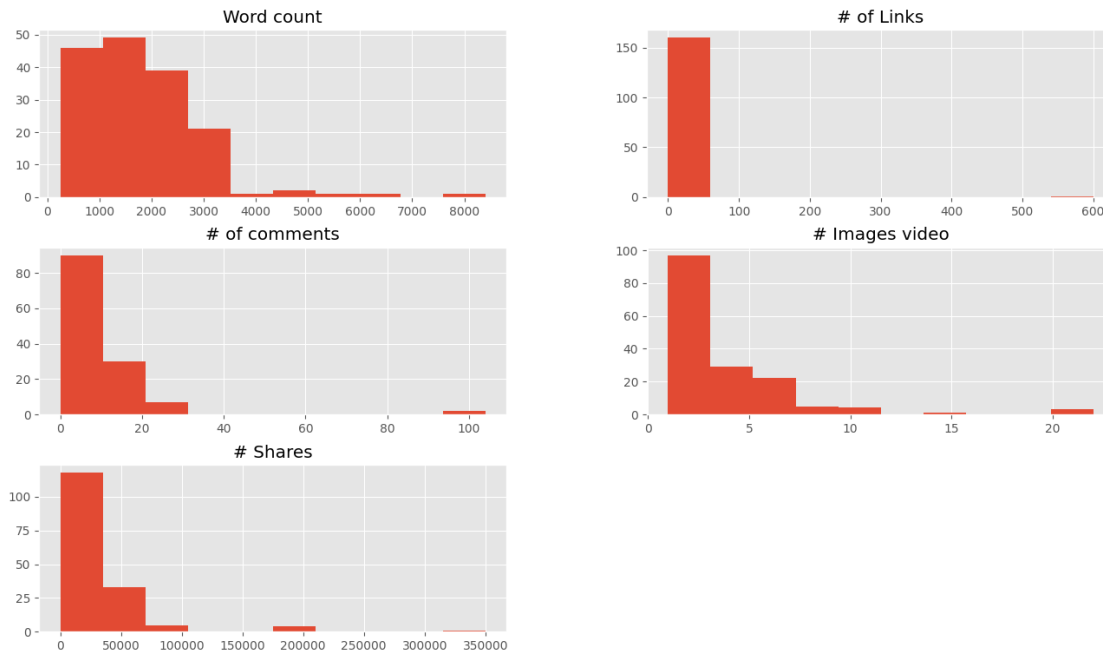 Word count
# of Links
50
40
30
20
10
0
0 1000 2000 3000 4000 5000 6000 7000 8000
150
100
50
0
0 100 200 300 400 500 600
# of comments
# Images video
80
60
40
20
0
0 20 40 60 80 100
100
80
60
40
20
0
0 5 10 15 20
# Shares
100
75
50
25
0
0 50000 100000 150000 200000 250000 300000 350000